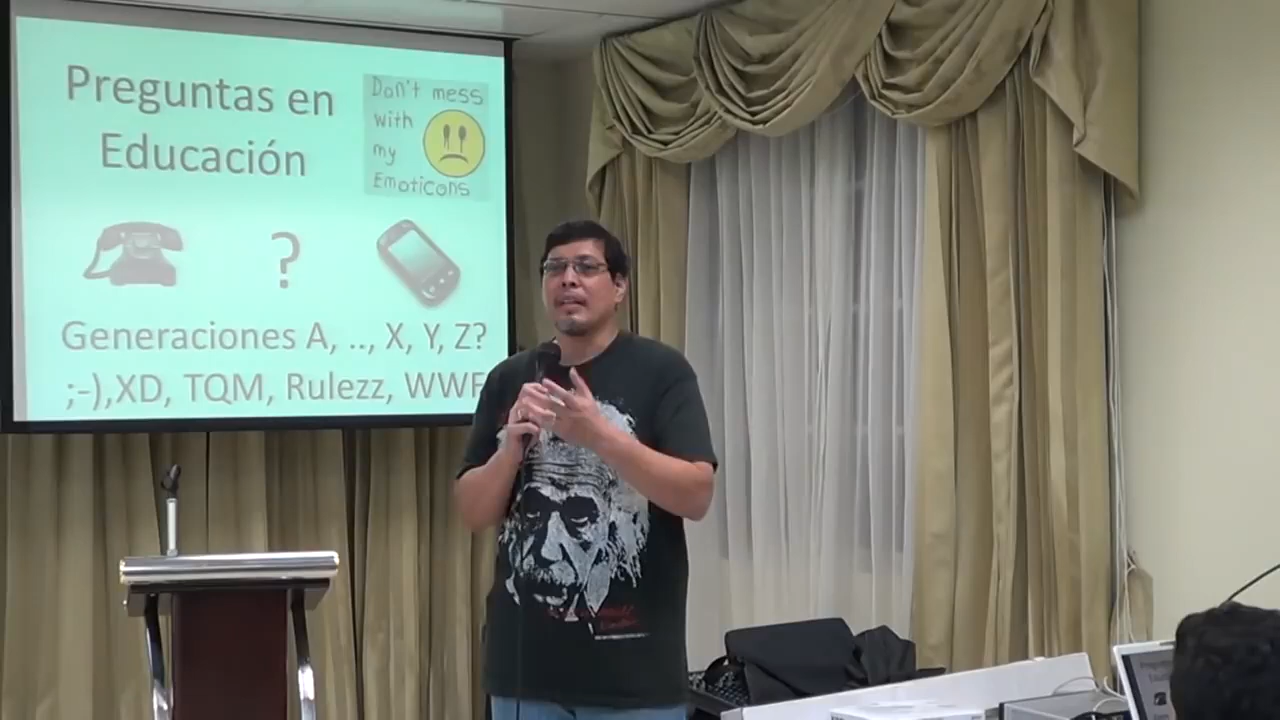 Preguntas en
Educación
Don't mess
with
my
Emoticons
?
Generaciones A, .., X, Y, Z?
;-),XD, TQM, Rulezz, WWF